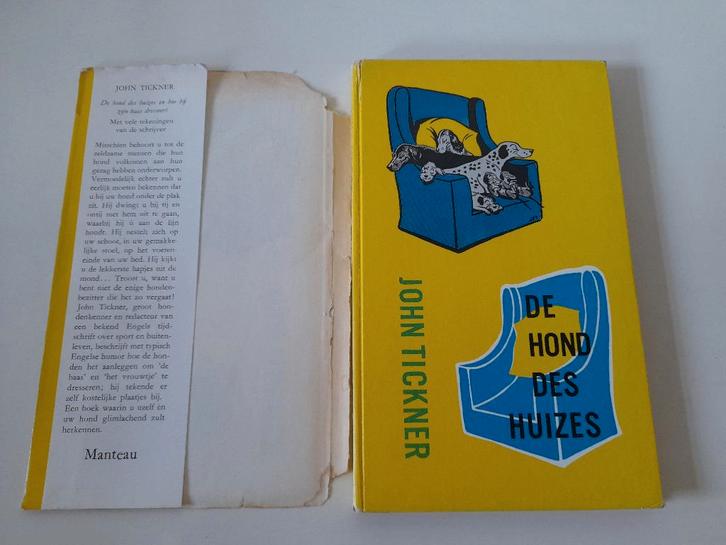 JOHN TICKNER
De hond des huizes en hoe hij
zijn baas dresseert
Met vele tekeningen
van de schrijver
Misschien behoort u tot de
zeldzame mensen die hun
hond volkomen aan hun
gezag hebben onderworpen.
Vermoedelijk echter zult u
eerlijk moeten bekennen dat
u bij uw hond onder de plak
zit. Hij dwingt u bij tij en
ontij met hem uit te gaan,
waarbij hij ú aan de lijn
houdt. Hij nestelt zich op
uw schoot, in uw gemakke-
lijke stoel, op het voeten-
einde van uw bed. Hij kijkt
u de lekkerste hapjes uit de
mond... Troost u, want u
bent niet de enige honden-
bezitter die het zo vergaat!
John Tickner, groot hon-
denkenner en redacteur van
een bekend Engels tijd-
schrift over sport en buiten-
leven, beschrijft met typisch
Engelse humor hoe de hon-
den het aanleggen om 'de
baas' en 'het vrouwtje' te
dresseren; hij tekende er
zelf kostelijke plaatjes bij.
Een boek waarin u uzelf én
uw hond glimlachend zult
herkennen.
Manteau
JOHN TICKNER
DE
HOND
DES
HUIZES